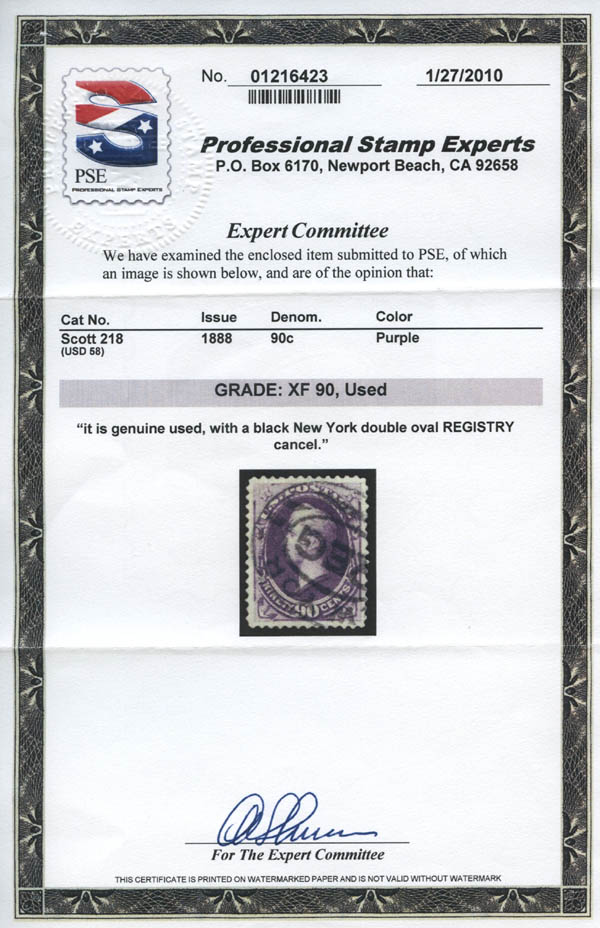 No. 01216423 1/27/2010
PSE
PROFESSIONAL STAMP EXPERTS
Professional Stamp Experts
P.O. Box 6170, Newport Beach, CA 92658
Expert Committee
We have examined the enclosed item submitted to PSE, of which
an image is shown below, and are of the opinion that:
Cat No. Issue Denom. Color
Scott 218 1888 90c Purple
(USD 58)
GRADE: XF 90, Used
“it is genuine used, with a black New York double oval REGISTRY
cancel.”
U.S. POSTAGE
NINETY 90 CENTS
For The Expert Committee
THIS CERTIFICATE IS PRINTED ON WATERMARKED PAPER AND IS NOT VALID WITHOUT WATERMARK